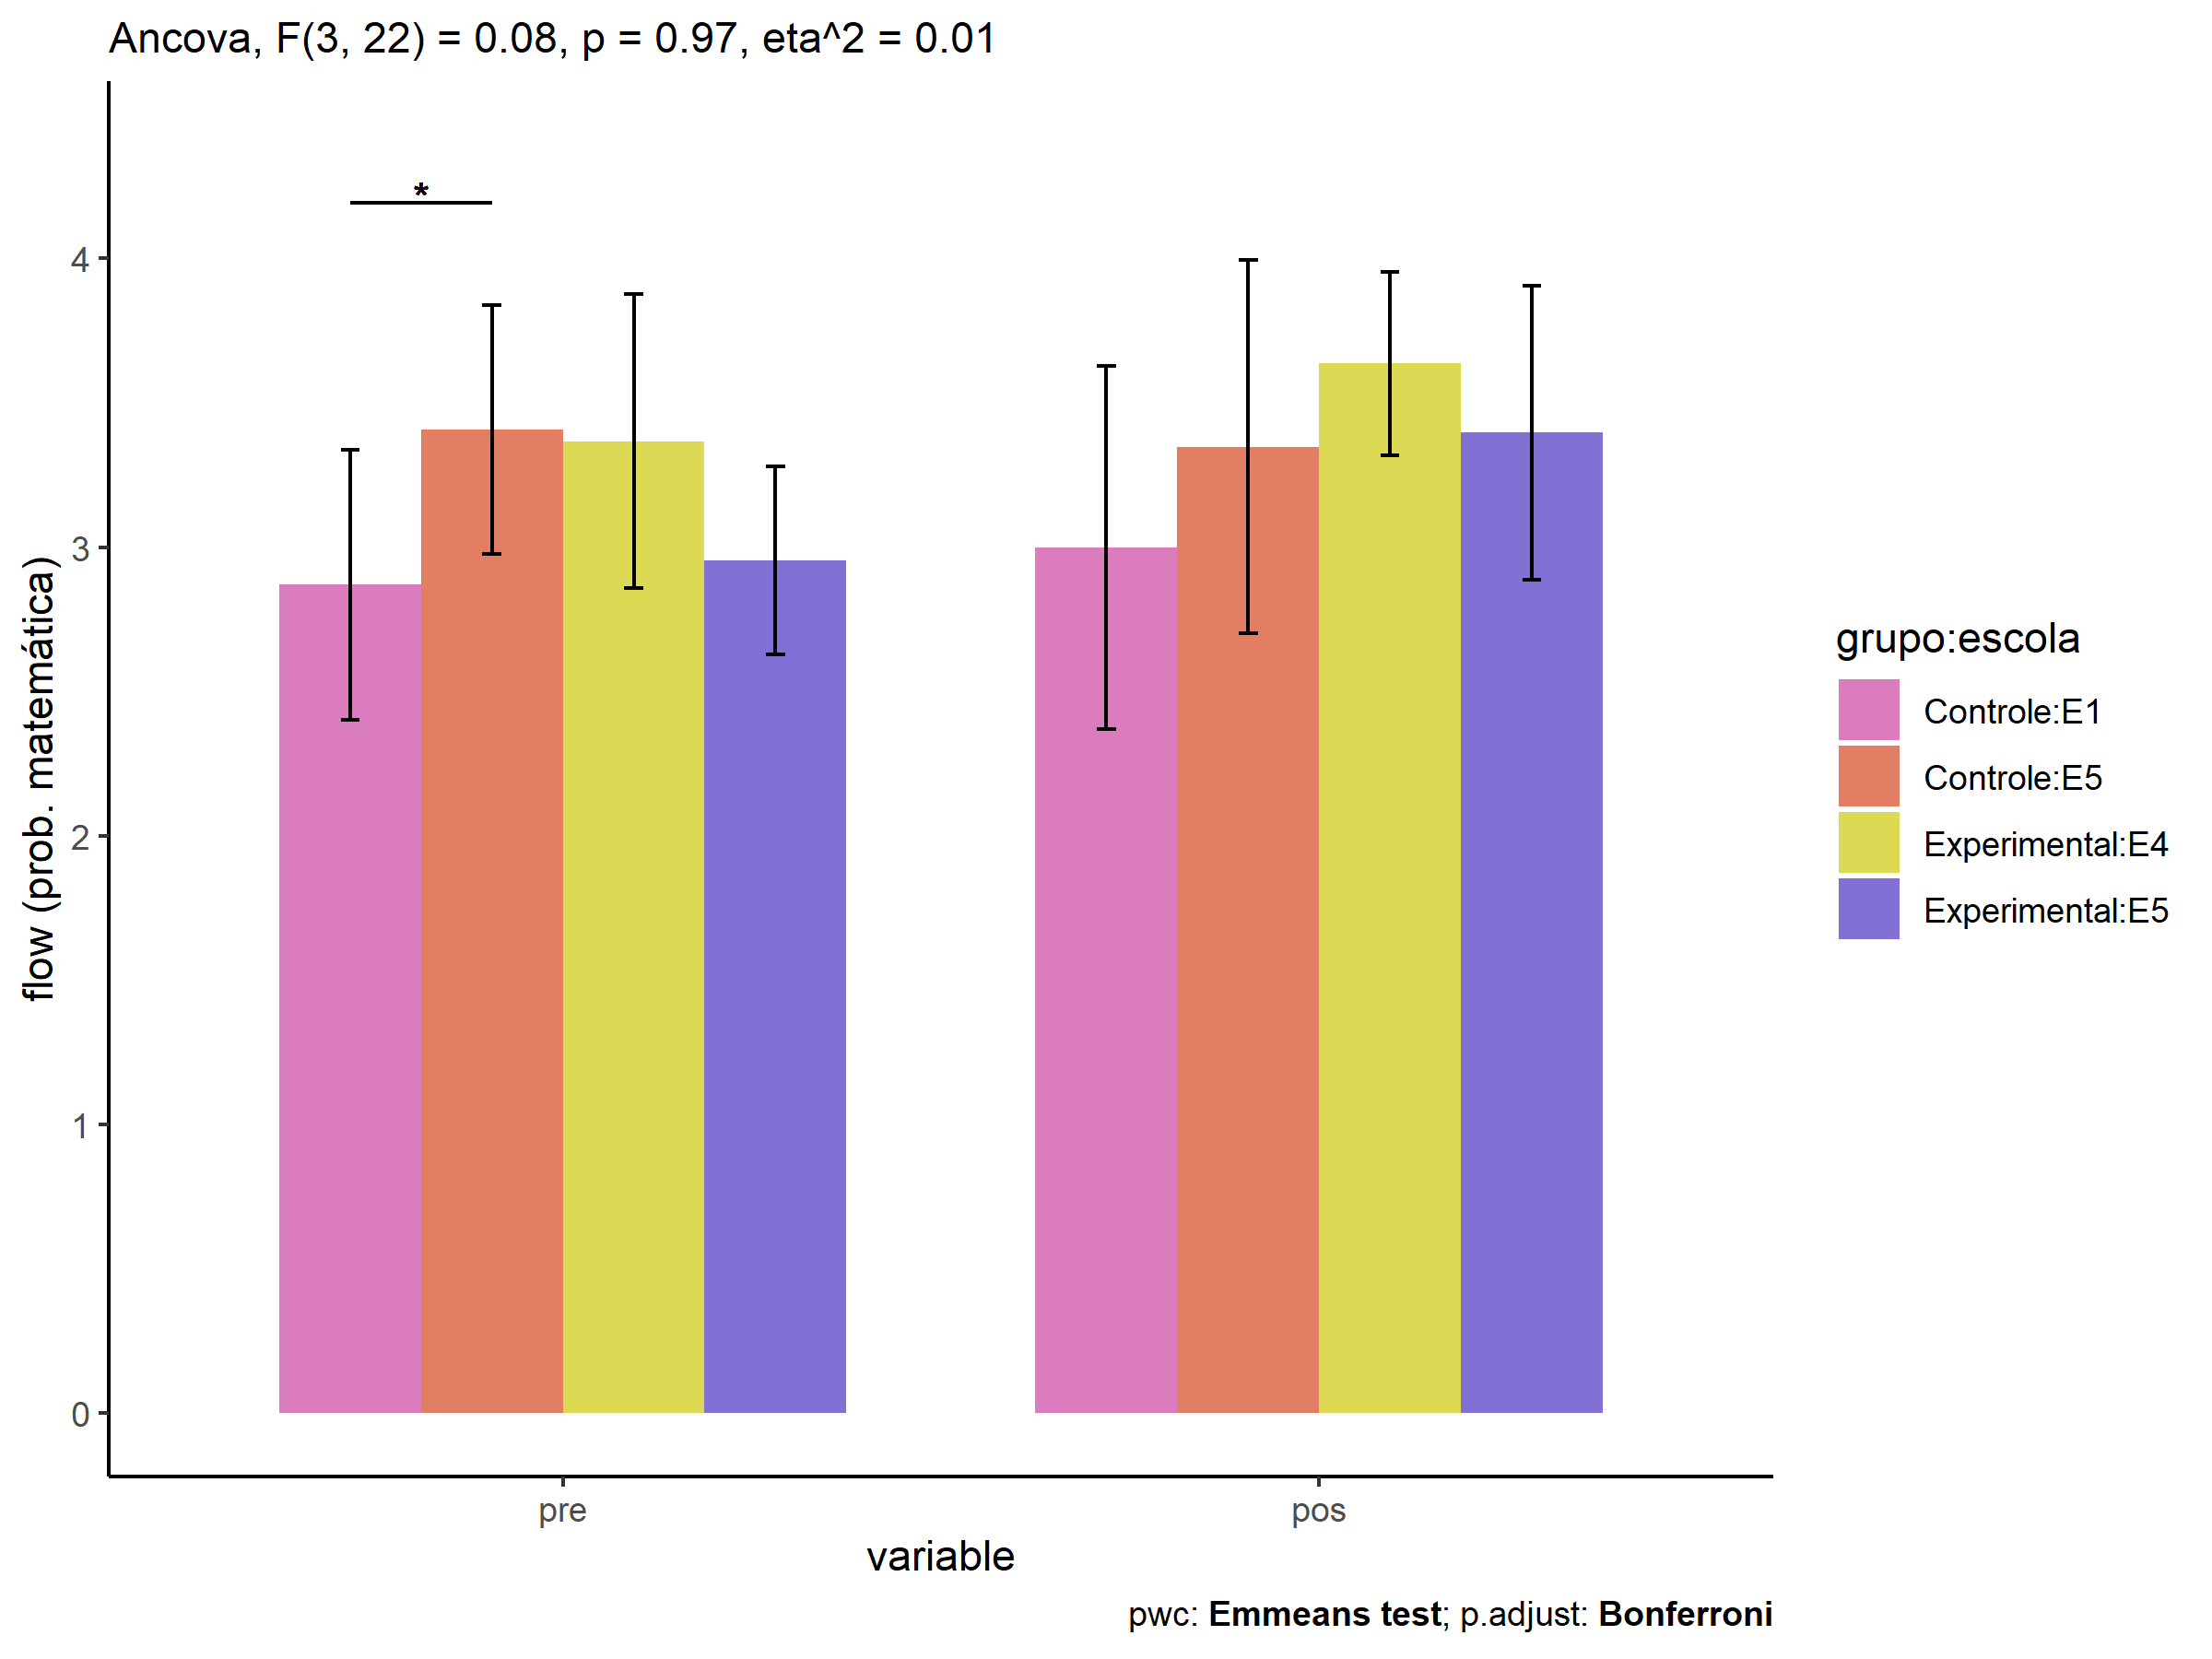 Ancova, F(3, 22) = 0.08, p = 0.97, eta^2 = 0.01
*
4
3
2
1
0
flow (prob. matemática)
pre
pos
variable
grupo:escola
Controle:E1
Controle:E5
Experimental:E4
Experimental:E5
pwc: Emmeans test; p.adjust: Bonferroni